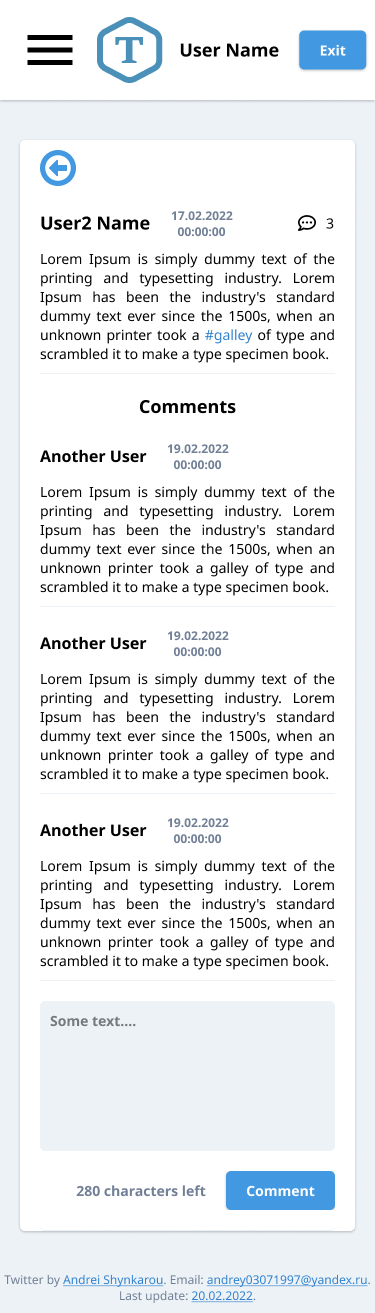 T
User Name
Exit
User2 Name
17.02.2022
00:00:00
3
Lorem Ipsum is simply dummy text of the
printing and typesetting industry. Lorem
Ipsum has been the industry's standard
dummy text ever since the 1500s, when an
unknown printer took a #galley of type and
scrambled it to make a type specimen book.
Comments
Another User
19.02.2022
00:00:00
Lorem Ipsum is simply dummy text of the
printing and typesetting industry. Lorem
Ipsum has been the industry's standard
dummy text ever since the 1500s, when an
unknown printer took a galley of type and
scrambled it to make a type specimen book.
Another User
19.02.2022
00:00:00
Lorem Ipsum is simply dummy text of the
printing and typesetting industry. Lorem
Ipsum has been the industry's standard
dummy text ever since the 1500s, when an
unknown printer took a galley of type and
scrambled it to make a type specimen book.
Another User
19.02.2022
00:00:00
Lorem Ipsum is simply dummy text of the
printing and typesetting industry. Lorem
Ipsum has been the industry's standard
dummy text ever since the 1500s, when an
unknown printer took a galley of type and
scrambled it to make a type specimen book.
Some text....
280 characters left
Comment
Twitter by Andrei Shynkarou. Email: andrey03071997@yandex.ru.
Last update: 20.02.2022.